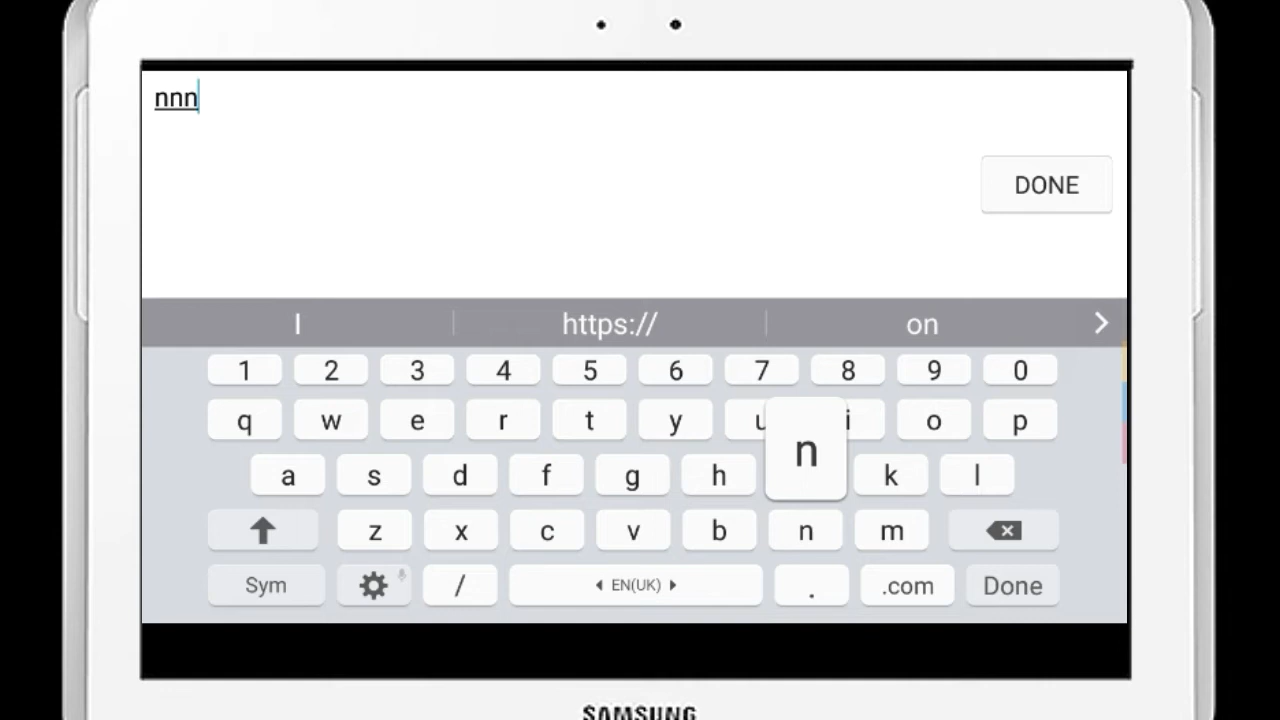 nnn
DONE
I https:// on
1 2 3 4 5 6 7 8 9 0
q w e r t y u i o p
n
a s d f g h k l
z x c v b n m
Sym / EN(UK) . .com Done
SAMSUNG